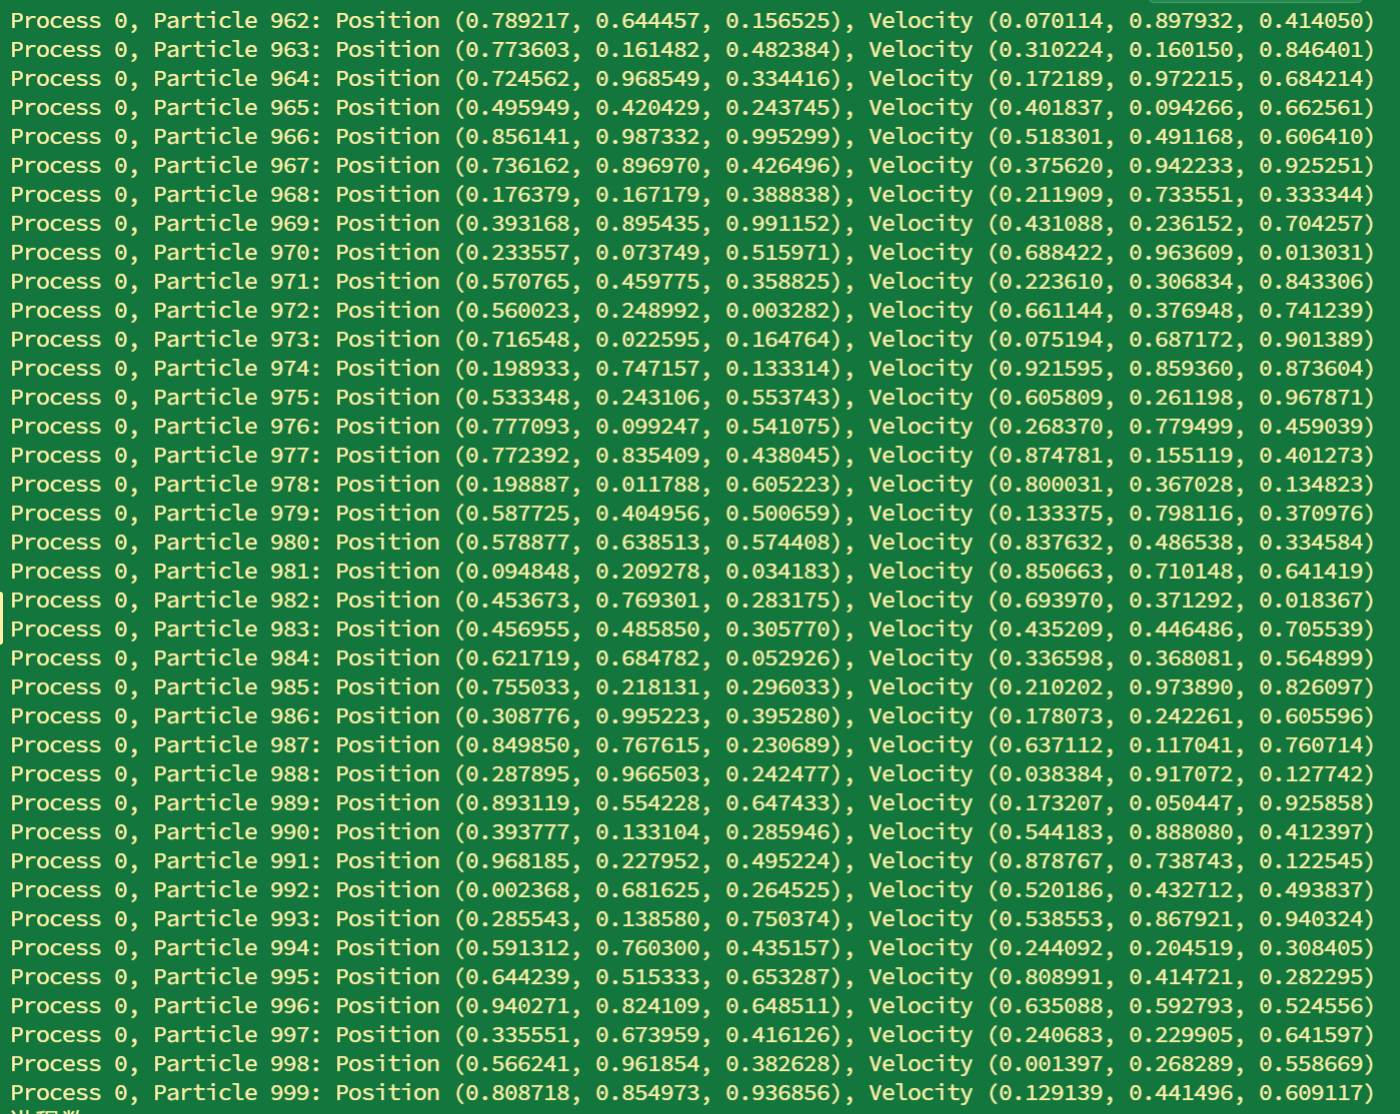 Process 0, Particle 962: Position (0.789217, 0.644457, 0.156525), Velocity (0.070114, 0.897932, 0.414050)
Process 0, Particle 963: Position (0.773603, 0.161482, 0.482384), Velocity (0.310224, 0.160150, 0.846401)
Process 0, Particle 964: Position (0.724562, 0.968549, 0.334416), Velocity (0.172189, 0.972215, 0.684214)
Process 0, Particle 965: Position (0.495949, 0.420429, 0.243745), Velocity (0.401837, 0.094266, 0.662561)
Process 0, Particle 966: Position (0.856141, 0.987332, 0.995299), Velocity (0.518301, 0.491168, 0.606410)
Process 0, Particle 967: Position (0.736162, 0.896970, 0.426496), Velocity (0.375620, 0.942233, 0.925251)
Process 0, Particle 968: Position (0.176379, 0.167179, 0.388838), Velocity (0.211909, 0.733551, 0.333344)
Process 0, Particle 969: Position (0.393168, 0.895435, 0.991152), Velocity (0.431088, 0.236152, 0.704257)
Process 0, Particle 970: Position (0.233557, 0.073749, 0.515971), Velocity (0.688422, 0.963609, 0.013031)
Process 0, Particle 971: Position (0.570765, 0.459775, 0.358825), Velocity (0.223610, 0.306834, 0.843306)
Process 0, Particle 972: Position (0.560023, 0.248992, 0.003282), Velocity (0.661144, 0.376948, 0.741239)
Process 0, Particle 973: Position (0.716548, 0.022595, 0.164764), Velocity (0.075194, 0.687172, 0.901389)
Process 0, Particle 974: Position (0.198933, 0.747157, 0.133314), Velocity (0.921595, 0.859360, 0.873604)
Process 0, Particle 975: Position (0.533348, 0.243106, 0.553743), Velocity (0.605809, 0.261198, 0.967871)
Process 0, Particle 976: Position (0.777093, 0.099247, 0.541075), Velocity (0.268370, 0.779499, 0.459039)
Process 0, Particle 977: Position (0.772392, 0.835409, 0.438045), Velocity (0.874781, 0.155119, 0.401273)
Process 0, Particle 978: Position (0.198887, 0.011788, 0.605223), Velocity (0.800031, 0.367028, 0.134823)
Process 0, Particle 979: Position (0.587725, 0.404956, 0.500659), Velocity (0.133375, 0.798116, 0.370976)
Process 0, Particle 980: Position (0.578877, 0.638513, 0.574408), Velocity (0.837632, 0.486538, 0.334584)
Process 0, Particle 981: Position (0.094848, 0.209278, 0.034183), Velocity (0.850663, 0.710148, 0.641419)
Process 0, Particle 982: Position (0.453673, 0.769301, 0.283175), Velocity (0.693970, 0.371292, 0.018367)
Process 0, Particle 983: Position (0.456955, 0.485850, 0.305770), Velocity (0.435209, 0.446486, 0.705539)
Process 0, Particle 984: Position (0.621719, 0.684782, 0.052926), Velocity (0.336598, 0.368081, 0.564899)
Process 0, Particle 985: Position (0.755033, 0.218131, 0.296033), Velocity (0.210202, 0.973890, 0.826097)
Process 0, Particle 986: Position (0.308776, 0.995223, 0.395280), Velocity (0.178073, 0.242261, 0.605596)
Process 0, Particle 987: Position (0.849850, 0.767615, 0.230689), Velocity (0.637112, 0.117041, 0.760714)
Process 0, Particle 988: Position (0.287895, 0.966503, 0.242477), Velocity (0.038384, 0.917072, 0.127742)
Process 0, Particle 989: Position (0.893119, 0.554228, 0.647433), Velocity (0.173207, 0.050447, 0.925858)
Process 0, Particle 990: Position (0.393777, 0.133104, 0.285946), Velocity (0.544183, 0.888080, 0.412397)
Process 0, Particle 991: Position (0.968185, 0.227952, 0.495224), Velocity (0.878767, 0.738743, 0.122545)
Process 0, Particle 992: Position (0.002368, 0.681625, 0.264525), Velocity (0.520186, 0.432712, 0.493837)
Process 0, Particle 993: Position (0.285543, 0.138580, 0.750374), Velocity (0.538553, 0.867921, 0.940324)
Process 0, Particle 994: Position (0.591312, 0.760300, 0.435157), Velocity (0.244092, 0.204519, 0.308405)
Process 0, Particle 995: Position (0.644239, 0.515333, 0.653287), Velocity (0.808991, 0.414721, 0.282295)
Process 0, Particle 996: Position (0.940271, 0.824109, 0.648511), Velocity (0.635088, 0.592793, 0.524556)
Process 0, Particle 997: Position (0.335551, 0.673959, 0.416126), Velocity (0.240683, 0.229905, 0.641597)
Process 0, Particle 998: Position (0.566241, 0.961854, 0.382628), Velocity (0.001397, 0.268289, 0.558669)
Process 0, Particle 999: Position (0.808718, 0.854973, 0.936856), Velocity (0.129139, 0.441496, 0.609117)